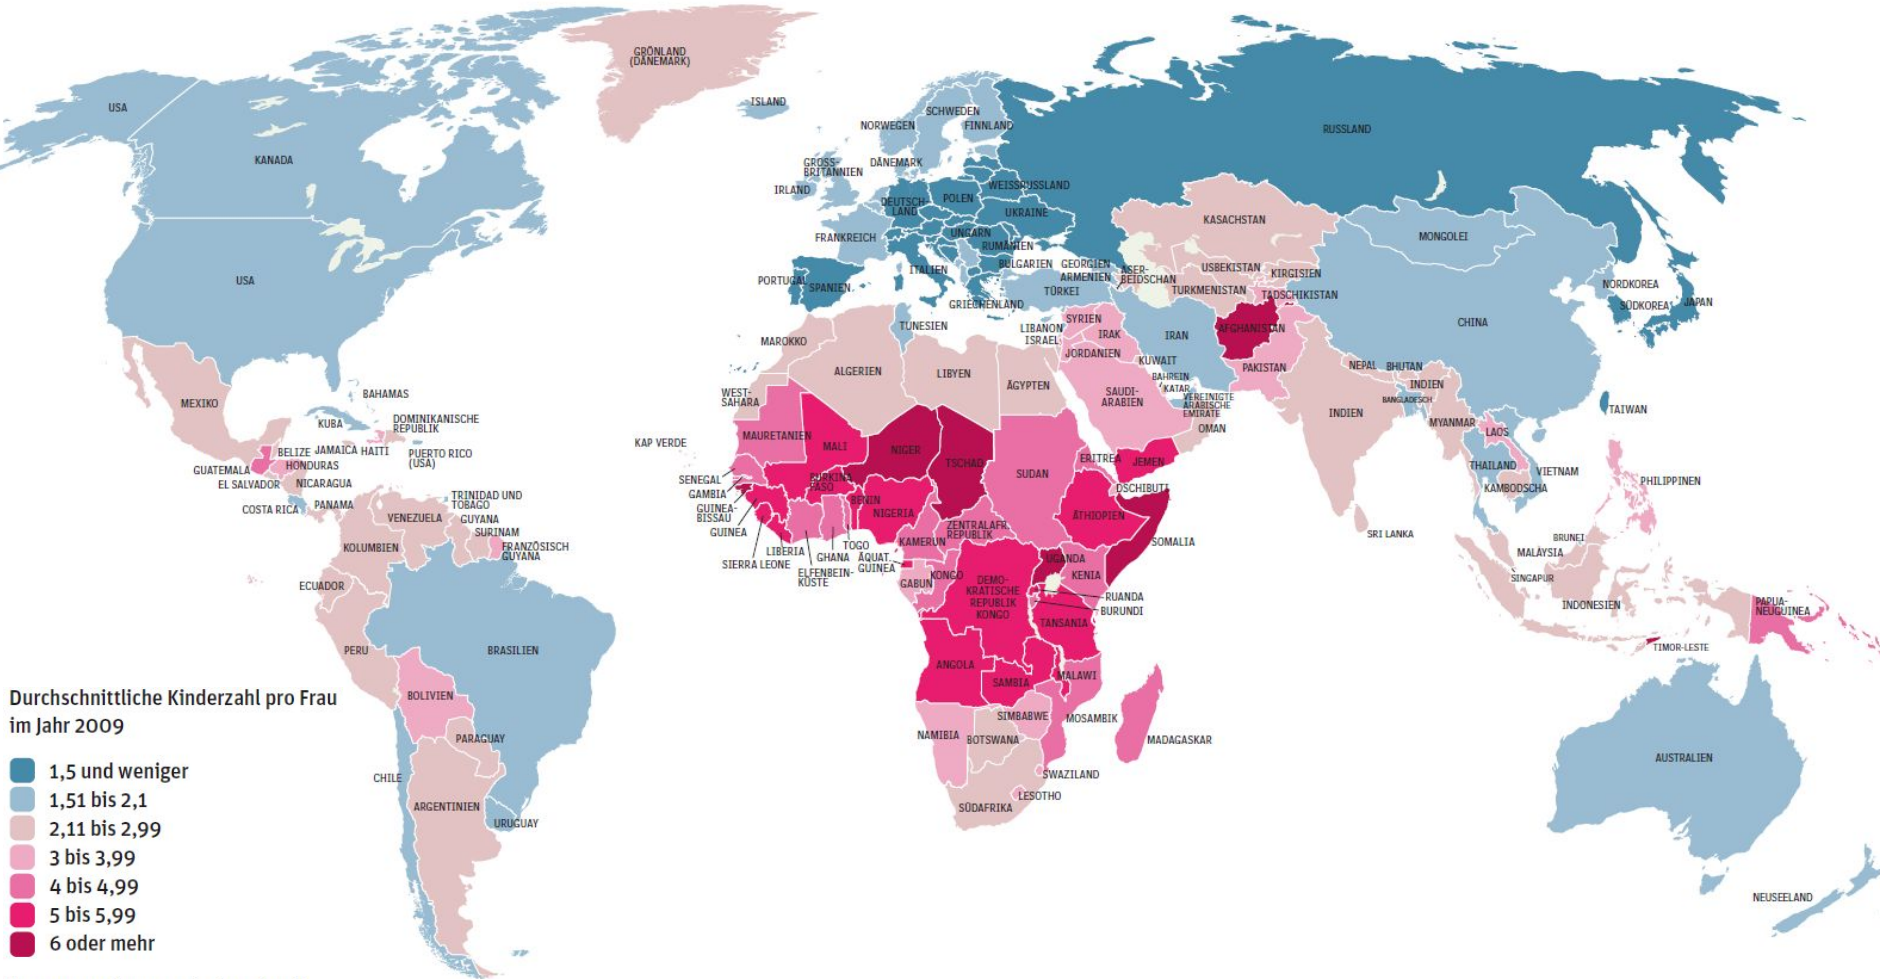 GRÖNLAND
(DÄNEMARK)
USA
ISLAND
KANADA
USA
MEXIKO
BAHAMAS
KUBA
DOMINIKANISCHE
REPUBLIK
BELIZE
JAMAICA
HAITI
PUERTO RICO
(USA)
GUATEMALA
HONDURAS
EL SALVADOR
NICARAGUA
COSTA RICA
PANAMA
TRINIDAD UND
TOBAGO
VENEZUELA
GUYANA
SURINAM
FRANZÖSISCH
GUYANA
KOLUMBIEN
ECUADOR
PERU
BRASILIEN
BOLIVIEN
PARAGUAY
CHILE
ARGENTINIEN
URUGUAY
NORWEGEN
SCHWEDEN
FINNLAND
GROSS-
BRITANNIEN
DÄNEMARK
IRLAND
DEUTSCH-
LAND
POLEN
WEISSRUSSLAND
UKRAINE
FRANKREICH
UNGARN
RUMÄNIEN
BULGARIEN
ITALIEN
PORTUGAL
SPANIEN
GRIECHENLAND
GEORGIEN
ARMENIEN
ASER-
BEIDSCHAN
TÜRKEI
RUSSLAND
KASACHSTAN
MONGOLEI
USBEKISTAN
KIRGISIEN
TURKMENISTAN
TADSCHIKISTAN
NORDKOREA
SÜDKOREA
JAPAN
CHINA
TUNESIEN
MAROKKO
SYRIEN
LIBANON
ISRAEL
IRAK
JORDANIEN
IRAN
AFGHANISTAN
KUWAIT
PAKISTAN
BAHREIN
KATAR
SAUDI-
ARABIEN
VEREINIGTE
ARABISCHE
EMIRATE
OMAN
NEPAL
BHUTAN
INDIEN
BANGLADESCH
INDIEN
MYANMAR
LAOS
TAIWAN
THAILAND
VIETNAM
KAMBODSCHA
PHILIPPINEN
SRI LANKA
BRUNEI
MALAYSIA
SINGAPUR
INDONESIEN
PAPUA-
NEUGUINEA
TIMOR-LESTE
AUSTRALIEN
NEUSEELAND
ALGERIEN
LIBYEN
ÄGYPTEN
WEST-
SAHARA
KAP VERDE
MAURETANIEN
MALI
NIGER
TSCHAD
SUDAN
ERITREA
JEMEN
DSCHIBUTI
SENEGAL
GAMBIA
GUINEA-
BISSAU
GUINEA
SIERRA LEONE
LIBERIA
ELFENBEIN-
KÜSTE
GHANA
TOGO
BURKINA
FASO
BENIN
NIGERIA
ÄQUAT.
GUINEA
KAMERUN
ZENTRALAFR.
REPUBLIK
ÄTHIOPIEN
SOMALIA
GABUN
KONGO
DEMO-
KRATISCHE
REPUBLIK
KONGO
UGANDA
KENIA
RUANDA
BURUNDI
TANSANIA
ANGOLA
SAMBIA
MALAWI
SIMBABWE
MOSAMBIK
NAMIBIA
BOTSWANA
MADAGASKAR
SWAZILAND
LESOTHO
SÜDAFRIKA
Durchschnittliche Kinderzahl pro Frau
im Jahr 2009
1,5 und weniger
1,51 bis 2,1
2,11 bis 2,99
3 bis 3,99
4 bis 4,99
5 bis 5,99
6 oder mehr